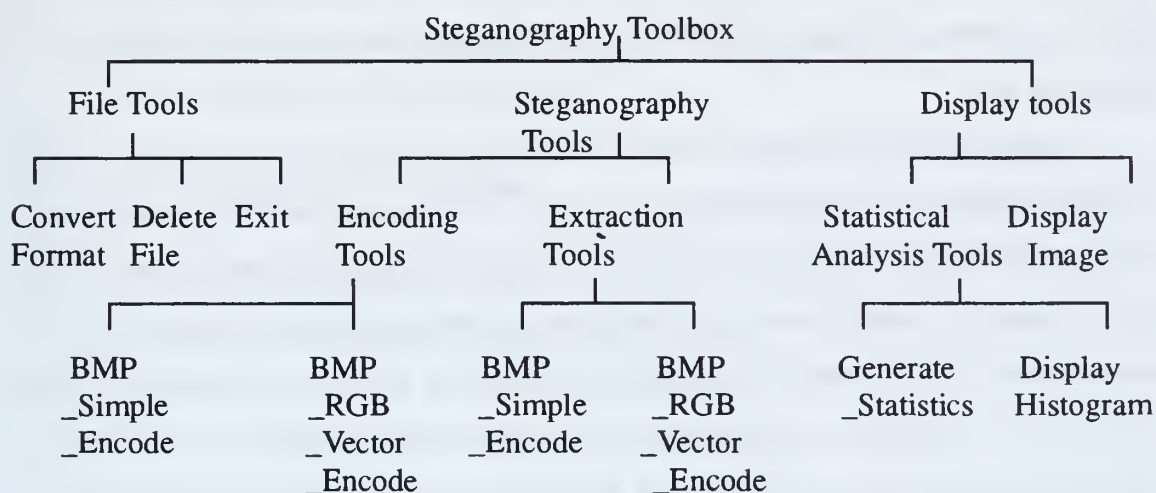 Steganography Toolbox
File Tools
Steganography
Tools
Display tools
Convert
Format
Delete
File
Exit
Encoding
Tools
Extraction
Tools
Statistical
Analysis Tools
Display
Image
BMP
_Simple
_Encode
BMP
_RGB
_Vector
_Encode
BMP
_Simple
_Encode
BMP
_RGB
_Vector
_Encode
Generate
_Statistics
Display
Histogram